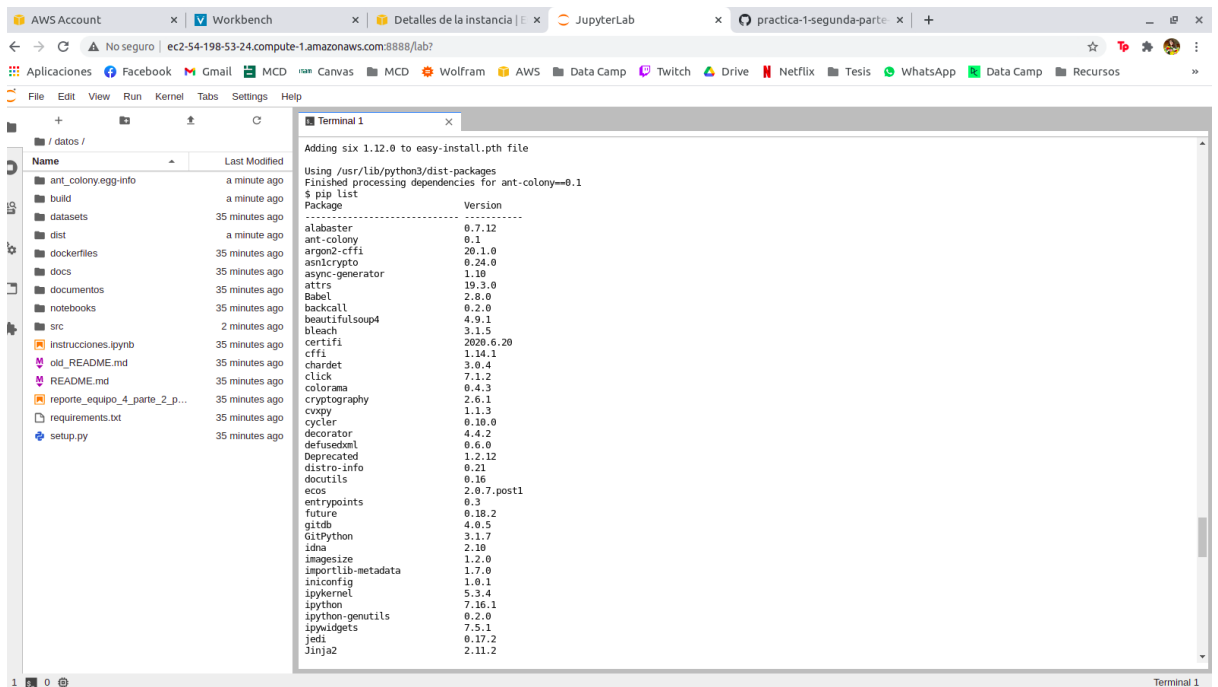 AWS Account
Workbench
Detalles de la instancia | E
JupyterLab
practica-1-segunda-parte-
No seguro | ec2-54-198-53-24.compute-1.amazonaws.com:8888/lab?
Aplicaciones Facebook Gmail MCD Canvas MCD Wolfram AWS Data Camp Twitch Drive Netflix Tesis WhatsApp Data Camp Recursos »
File Edit View Run Kernel Tabs Settings Help
Terminal 1
/ datos /
Name Last Modified
ant_colony.egg-info a minute ago
build a minute ago
datasets 35 minutes ago
dist a minute ago
dockerfiles 35 minutes ago
docs 35 minutes ago
documentos 35 minutes ago
notebooks 35 minutes ago
src 2 minutes ago
instrucciones.ipynb 35 minutes ago
old_README.md 35 minutes ago
README.md 35 minutes ago
reporte_equipo_4_parte_2_p... 35 minutes ago
requirements.txt 35 minutes ago
setup.py 35 minutes ago
Adding six 1.12.0 to easy-install.pth file
Using /usr/lib/python3/dist-packages
Finished processing dependencies for ant-colony==0.1
$ pip list
Package Version
----------------------------- -----------
alabaster 0.7.12
ant-colony 0.1
argon2-cffi 20.1.0
asn1crypto 0.24.0
async-generator 1.10
attrs 19.3.0
Babel 2.8.0
backcall 0.2.0
beautifulsoup4 4.9.1
bleach 3.1.5
certifi 2020.6.20
cffi 1.14.1
chardet 3.0.4
click 7.1.2
colorama 0.4.3
cryptography 2.6.1
cvxpy 1.1.3
cycler 0.10.0
decorator 4.4.2
defusedxml 0.6.0
Deprecated 1.2.12
distro-info 0.21
docutils 0.16
ecos 2.0.7.post1
entrypoints 0.3
future 0.18.2
gitdb 4.0.5
GitPython 3.1.7
idna 2.10
imagesize 1.2.0
importlib-metadata 1.7.0
iniconfig 1.0.1
ipykernel 5.3.4
ipython 7.16.1
ipython-genutils 0.2.0
ipywidgets 7.5.1
jedi 0.17.2
Jinja2 2.11.2
1 0 Terminal 1